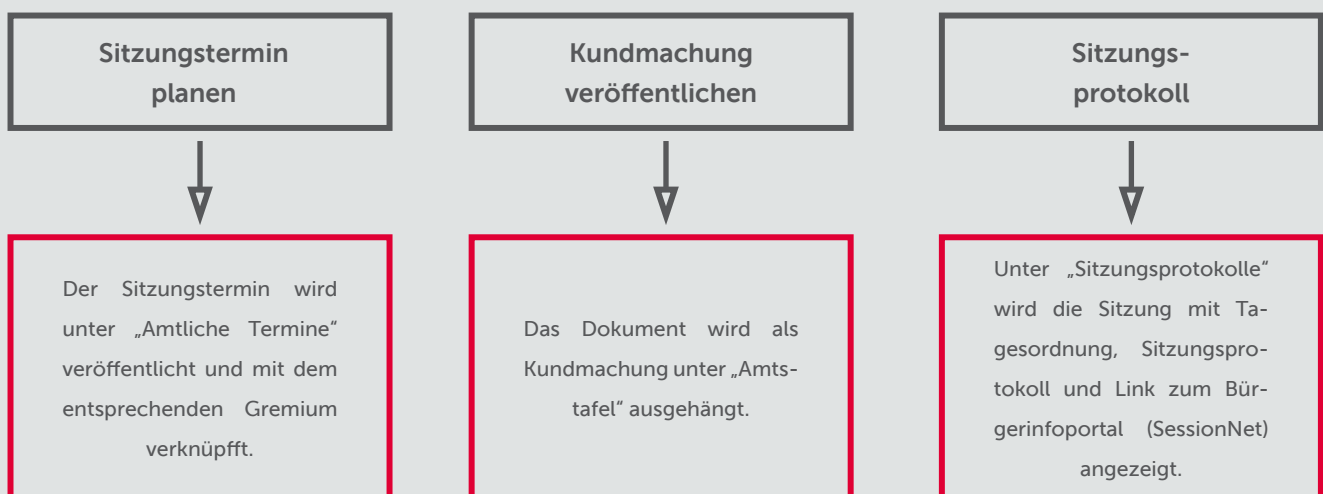 Sitzungstermin
planen
Kundmachung
veröffentlichen
Sitzungs-
protokoll
Der Sitzungstermin wird
unter „Amtliche Termine“
veröffentlicht und mit dem
entsprechenden Gremium
verknüpfft.
Das Dokument wird als
Kundmachung unter „Amts-
tafel“ ausgehängt.
Unter „Sitzungsprotokolle“
wird die Sitzung mit Ta-
gesordnung, Sitzungspro-
tokoll und Link zum Bür-
gerinfoportal (SessionNet)
angezeigt.